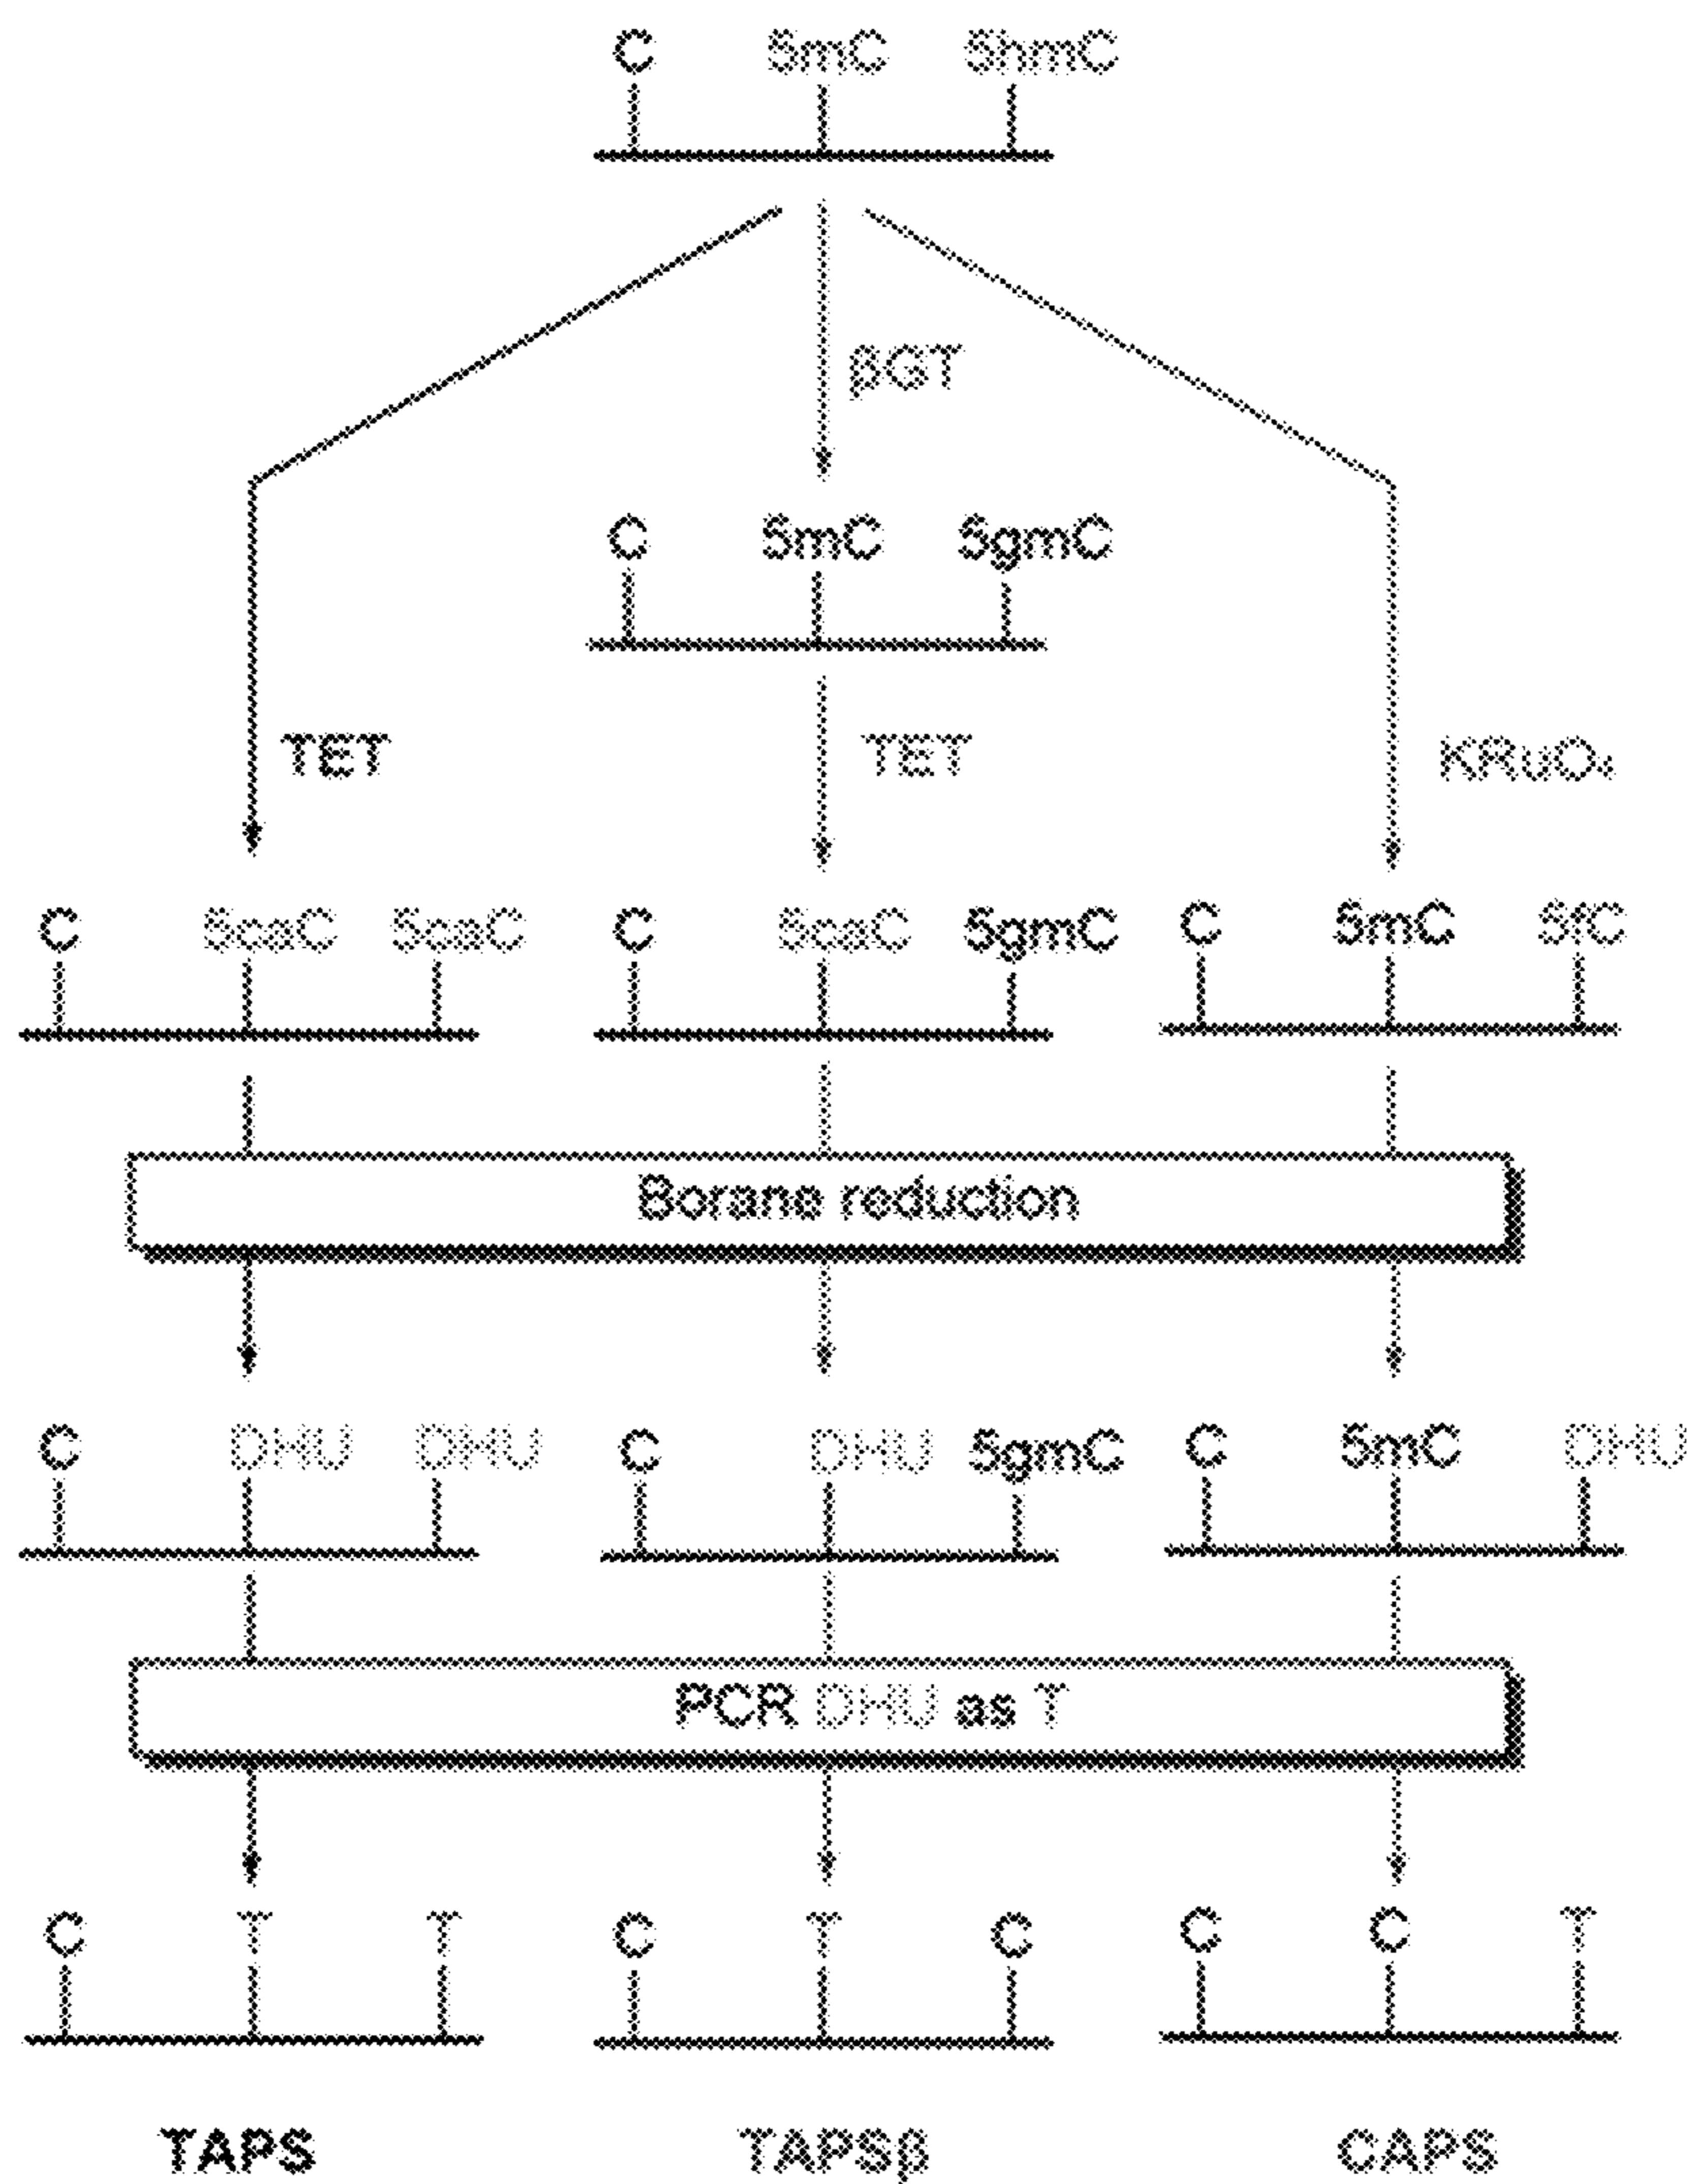 C 5mC 5hmC
βGT
C 5mC 5gmC
TET TET KRuO₄
C 5caC 5caC C 5caC 5gmC C 5mC 5fC
Borane reduction
C DHU DHU C DHU 5gmC C 5mC DHU
PCR DHU as T
C T T C T C C C T
TAPS TAPSβ CAPS